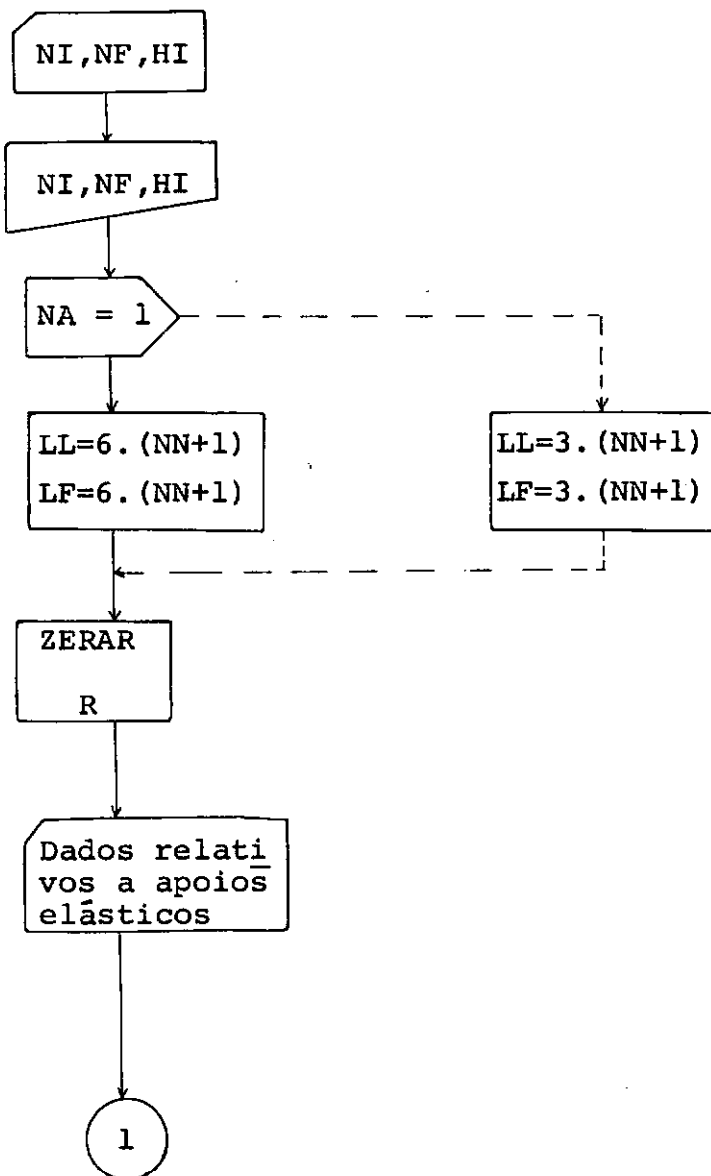 NI,NF,HI
NI,NF,HI
NA = 1
LL=6.(NN+1)
LF=6.(NN+1)
LL=3.(NN+1)
LF=3.(NN+1)
ZERAR
R
Dados relati
vos a apoios
elásticos
1